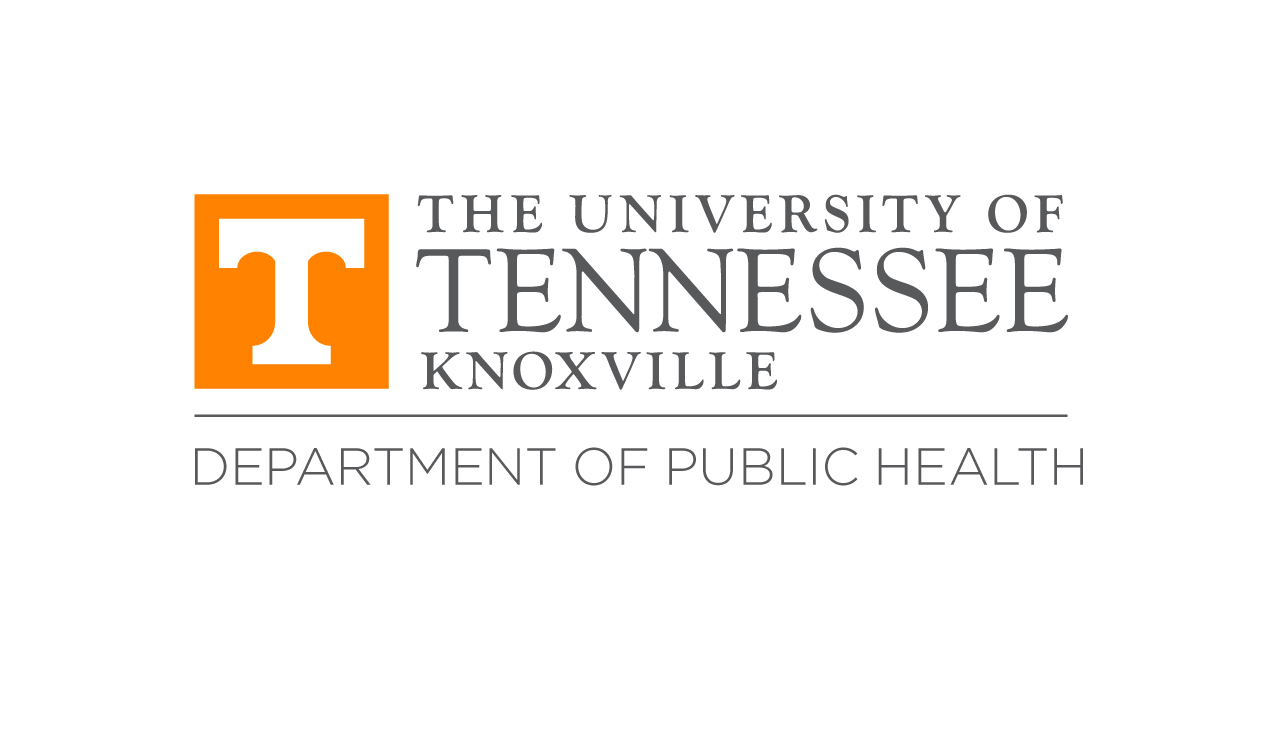 T
THE UNIVERSITY OF
TENNESSEE
KNOXVILLE
DEPARTMENT OF PUBLIC HEALTH